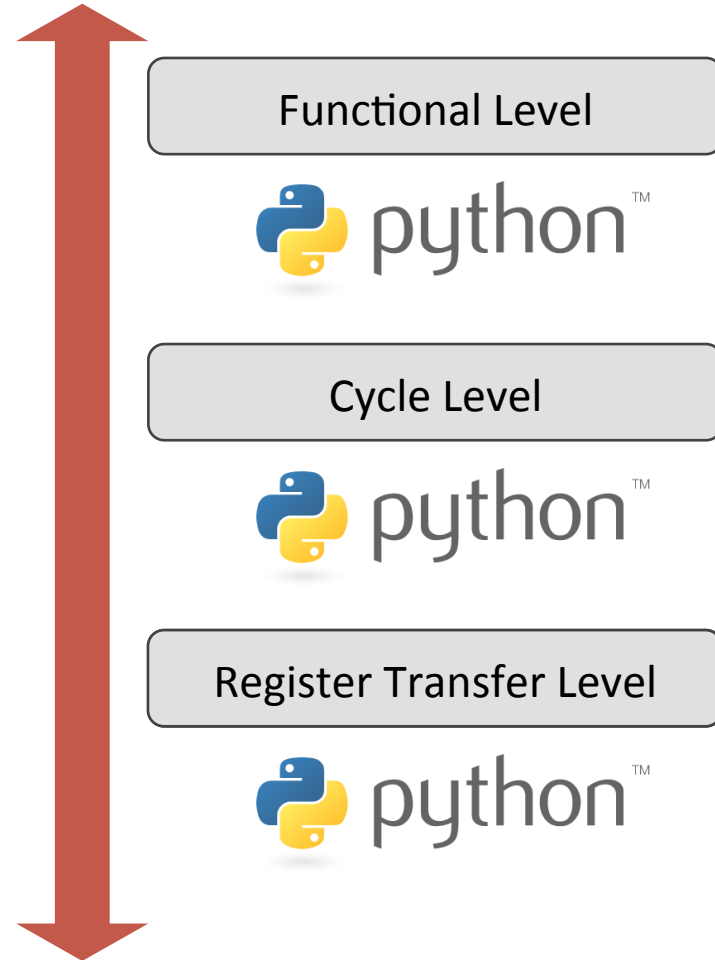 Functional Level
python™
Cycle Level
python™
Register Transfer Level
python™